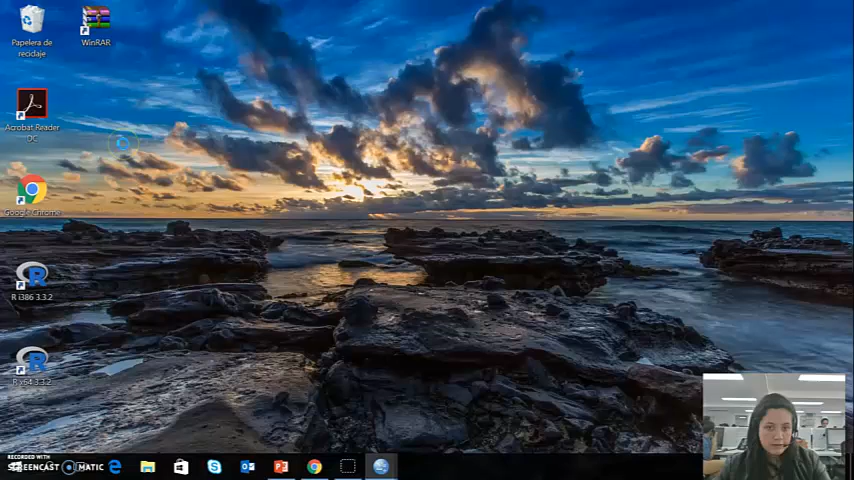 Papelera de
reciclaje
WinRAR
Acrobat Reader
DC
Google Chrome
R i386 3.3.2
R x64 3.3.2
RECORDED WITH
SCREENCAST MATIC